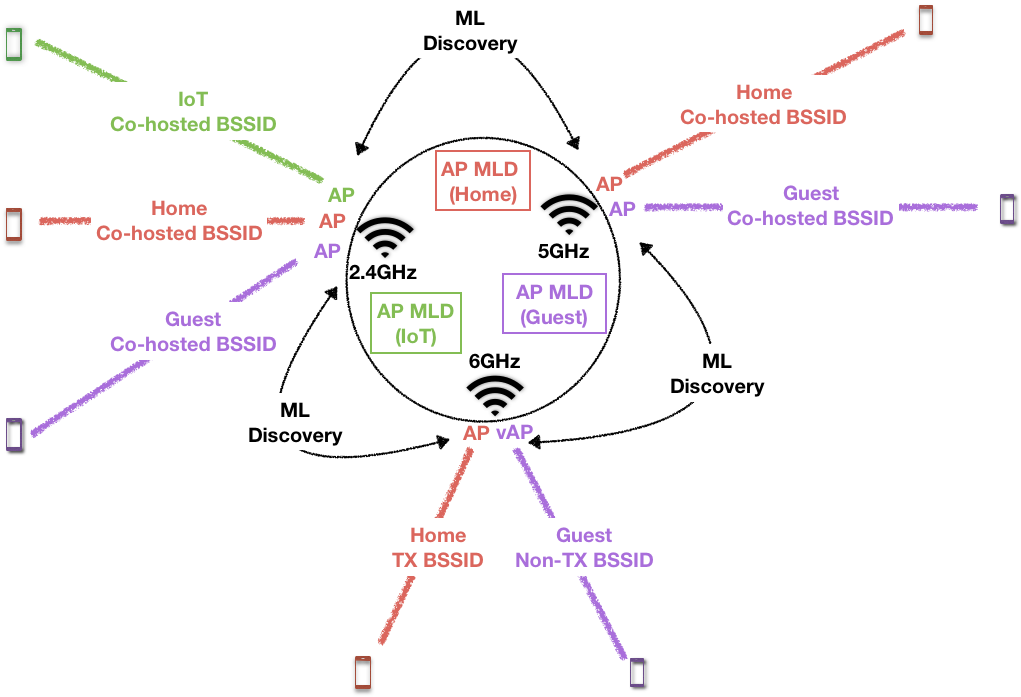 ML
Discovery
IoT
Co-hosted BSSID
Home
Co-hosted BSSID
AP MLD
(Home)
AP
AP
AP
AP
AP
Home
Co-hosted BSSID
Guest
Co-hosted BSSID
2.4GHz
5GHz
Guest
Co-hosted BSSID
AP MLD
(IoT)
AP MLD
(Guest)
6GHz
ML
Discovery
ML
Discovery
AP
vAP
Home
TX BSSID
Guest
Non-TX BSSID